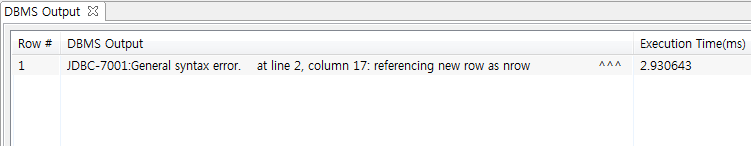 DBMS Output
Row # DBMS Output Execution Time(ms)
1 JDBC-7001:General syntax error. at line 2, column 17: referencing new row as nrow ^^^ 2.930643